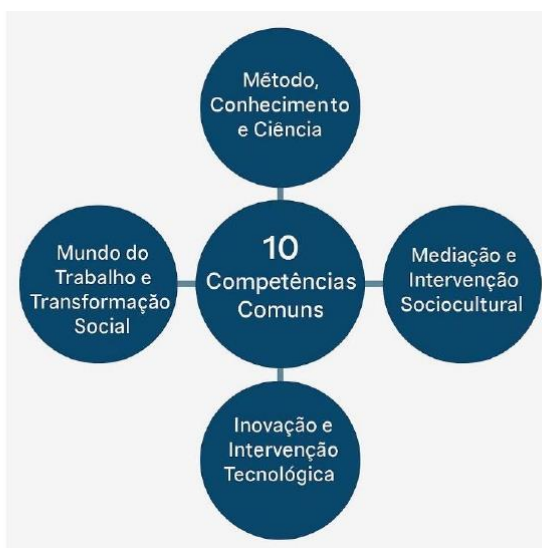 Método,
Conhecimento
e Ciência
Mundo do
Trabalho e
Transformação
Social
10
Competências
Comuns
Mediação e
Intervenção
Sociocultural
Inovação e
Intervenção
Tecnológica